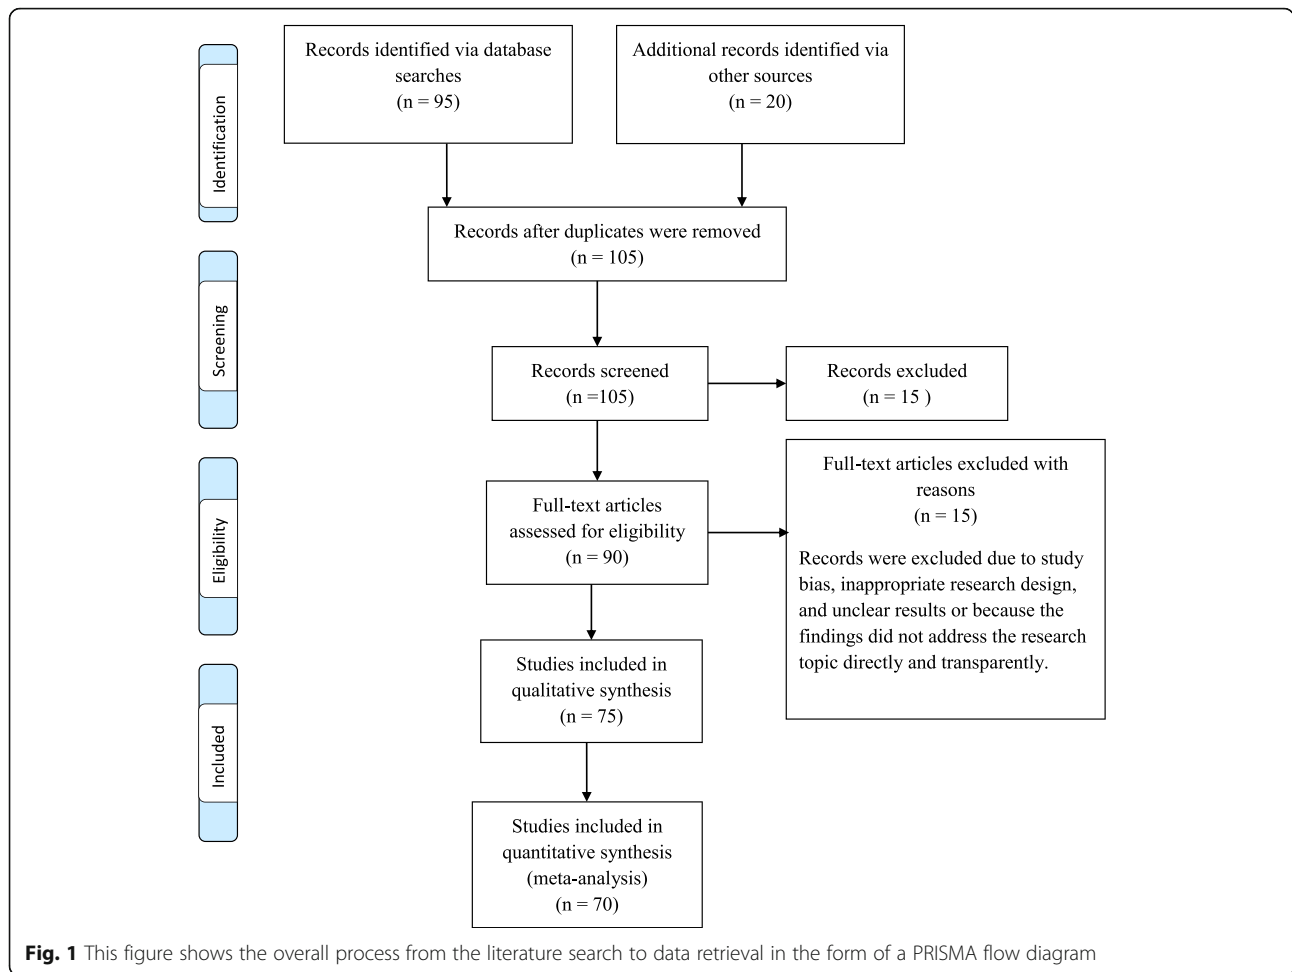 Identification
Records identified via database
searches
(n = 95)
Additional records identified via
other sources
(n = 20)
Records after duplicates were removed
(n = 105)
Screening
Records screened
(n =105)
Records excluded
(n = 15 )
Eligibility
Full-text articles
assessed for eligibility
(n = 90)
Full-text articles excluded with
reasons
(n = 15)
Records were excluded due to study
bias, inappropriate research design,
and unclear results or because the
findings did not address the research
topic directly and transparently.
Included
Studies included in
qualitative synthesis
(n = 75)
Studies included in
quantitative synthesis
(meta-analysis)
(n = 70)
Fig. 1 This figure shows the overall process from the literature search to data retrieval in the form of a PRISMA flow diagram